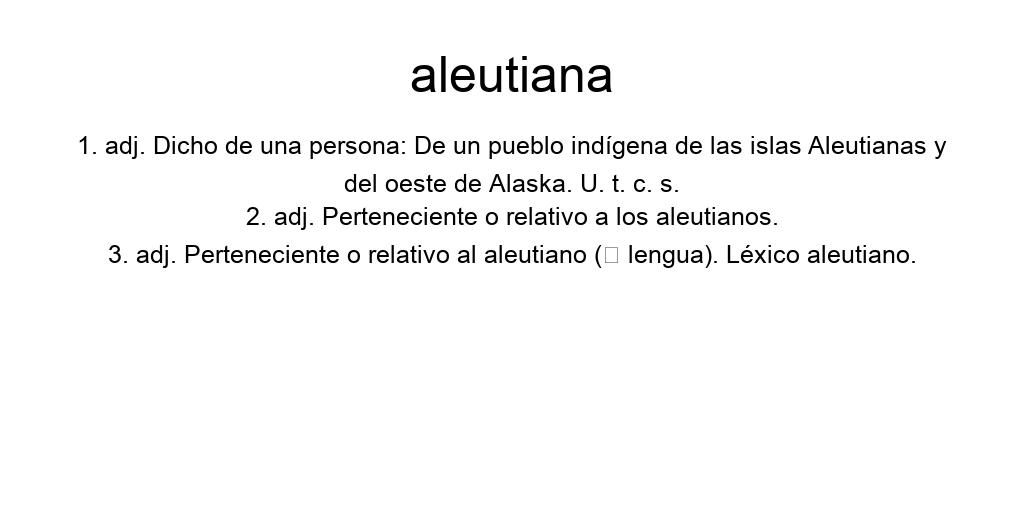 aleutiana
1. adj. Dicho de una persona: De un pueblo indígena de las islas Aleutianas y
del oeste de Alaska. U. t. c. s.
2. adj. Perteneciente o relativo a los aleutianos.
3. adj. Perteneciente o relativo al aleutiano (□ lengua). Léxico aleutiano.